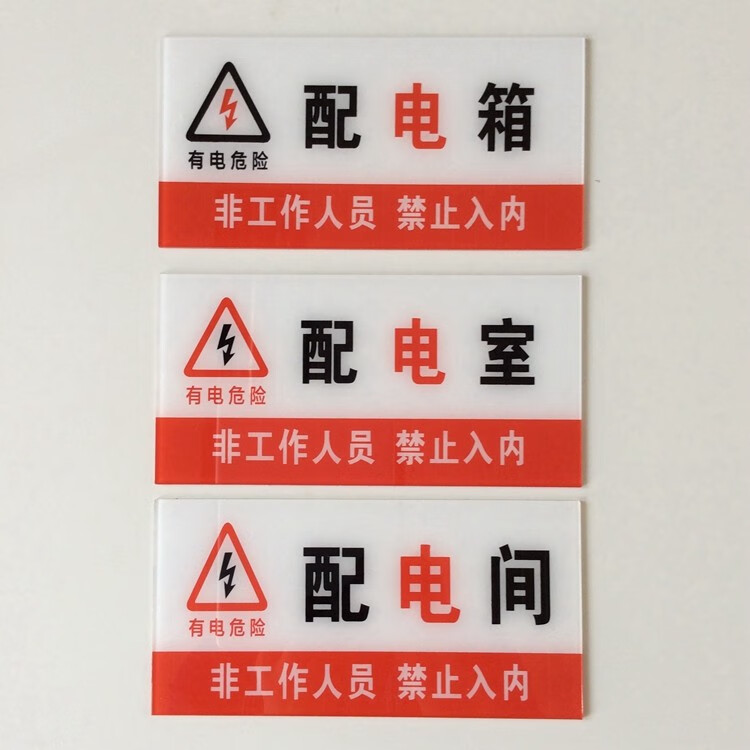 配电箱
有电危险
非工作人员 禁止入内
配电室
有电危险
非工作人员 禁止入内
配电间
有电危险
非工作人员 禁止入内